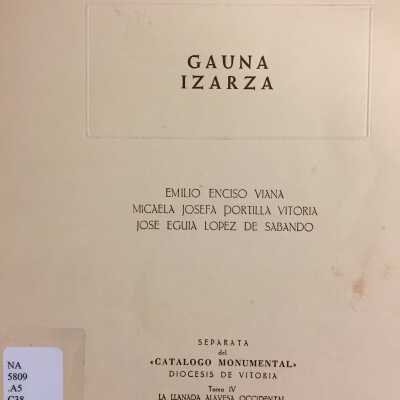 GAUNA
IZARZA
EMILIO ENCISO VIANA
MICAELA JOSEFA PORTILLA VITORIA
JOSE EGUIA LOPEZ DE SABANDO
SEPARATA
del
«CATALOGO MONUMENTAL»
DIOCESIS DE VITORIA
Tomo IV
LA LLANADA ALAVESA OCCIDENTAL
NA
5809
.A5
C38